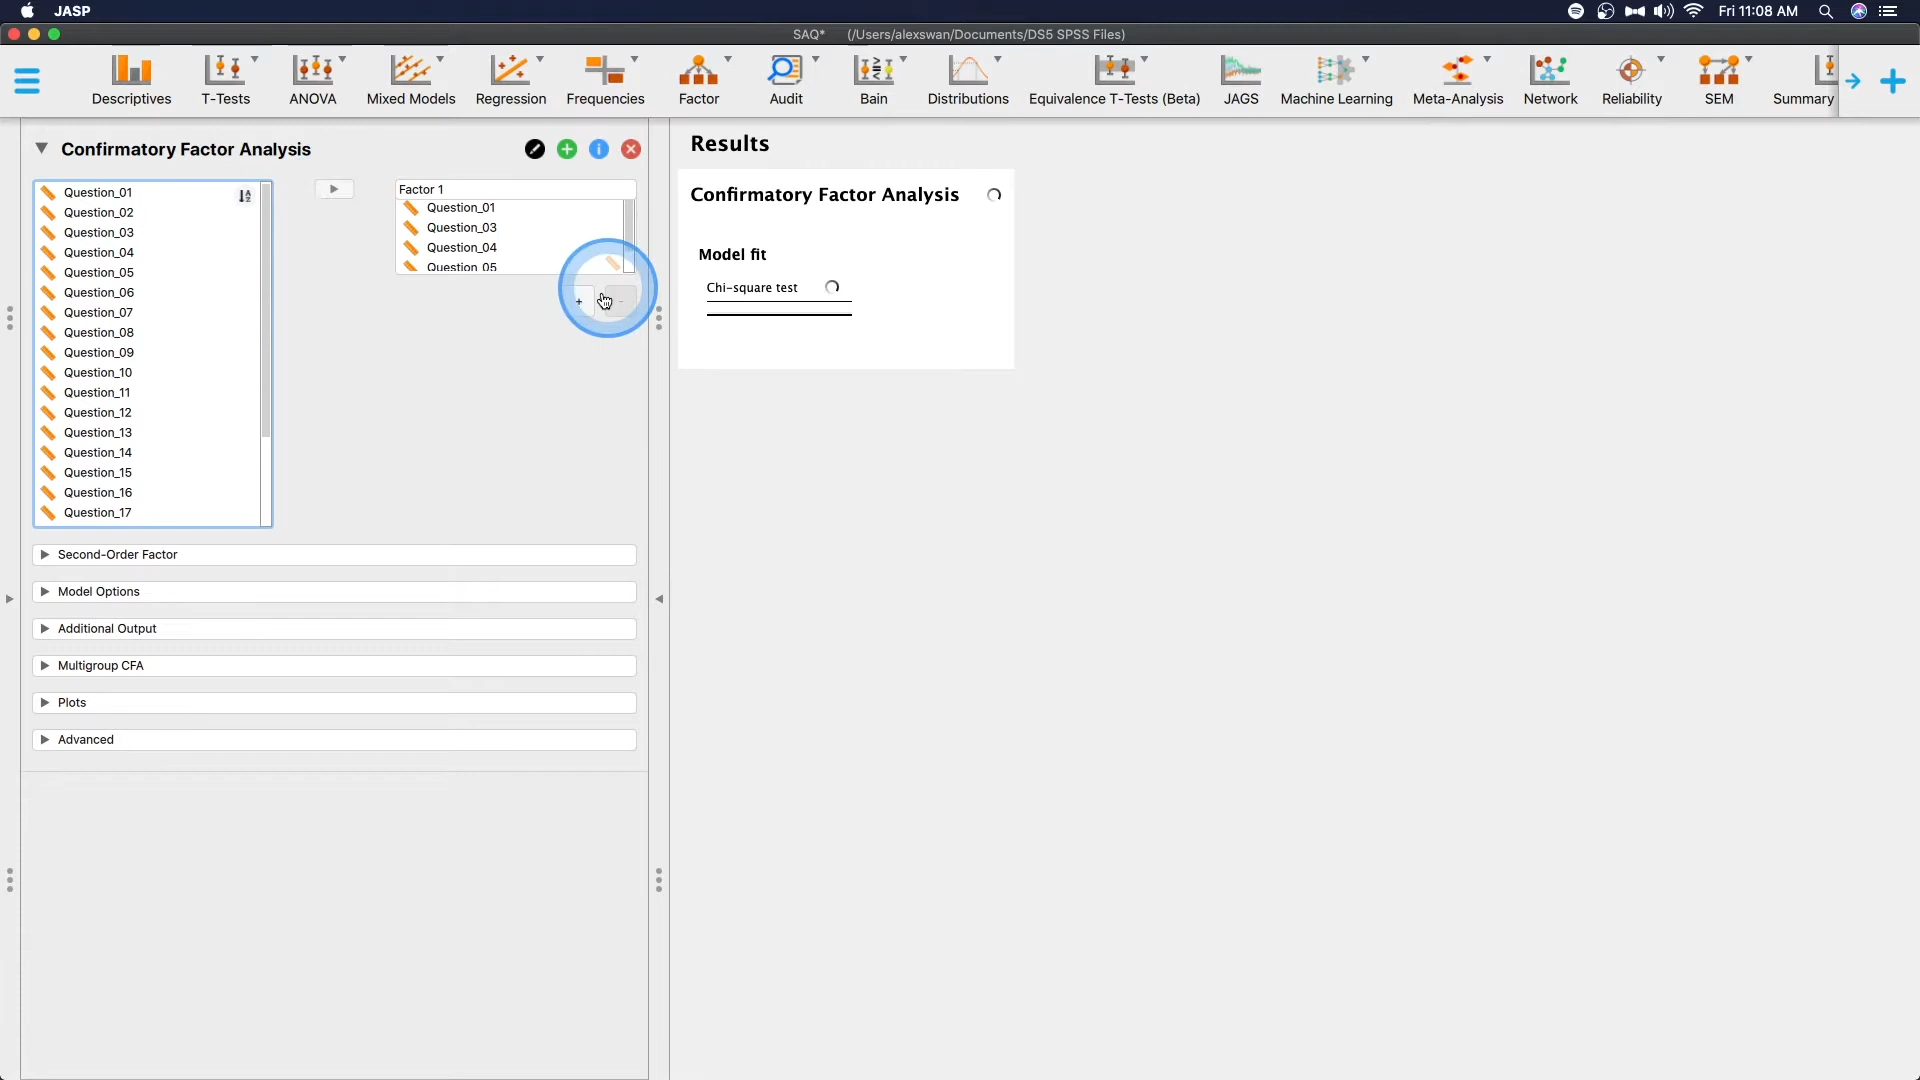 JASP
Fri 11:08 AM
SAQ* (/Users/alexswan/Documents/DS5 SPSS Files)
Descriptives
T-Tests
ANOVA
Mixed Models
Regression
Frequencies
Factor
Audit
Bain
Distributions
Equivalence T-Tests (Beta)
JAGS
Machine Learning
Meta-Analysis
Network
Reliability
SEM
Summary
Confirmatory Factor Analysis
Question_01
Question_02
Question_03
Question_04
Question_05
Question_06
Question_07
Question_08
Question_09
Question_10
Question_11
Question_12
Question_13
Question_14
Question_15
Question_16
Question_17
Factor 1
Question_01
Question_03
Question_04
Question_05
+
-
Second-Order Factor
Model Options
Additional Output
Multigroup CFA
Plots
Advanced
Results
Confirmatory Factor Analysis
Model fit
Chi-square test